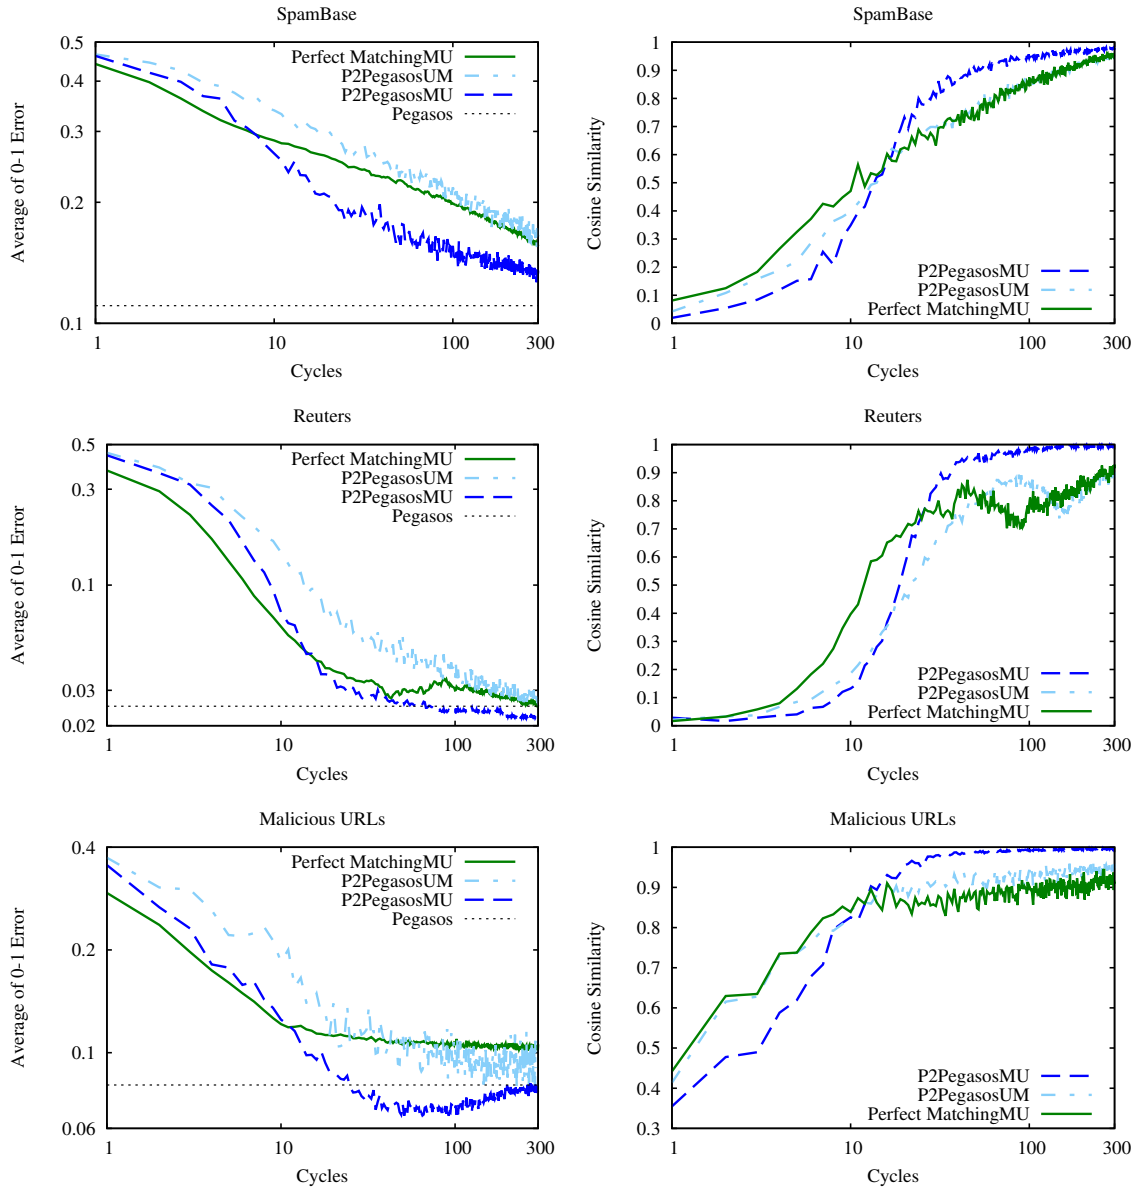 SpamBase
Average of 0-1 Error
0.5
0.4
0.3
0.2
0.1
Perfect MatchingMU
P2PegasosUM
P2PegasosMU
Pegasos
1
10
100
300
Cycles
SpamBase
Cosine Similarity
1
0.9
0.8
0.7
0.6
0.5
0.4
0.3
0.2
0.1
0
P2PegasosMU
P2PegasosUM
Perfect MatchingMU
1
10
100
300
Cycles
Reuters
Average of 0-1 Error
0.5
0.3
0.1
0.03
0.02
Perfect MatchingMU
P2PegasosUM
P2PegasosMU
Pegasos
1
10
100
300
Cycles
Reuters
Cosine Similarity
1
0.9
0.8
0.7
0.6
0.5
0.4
0.3
0.2
0.1
0
P2PegasosMU
P2PegasosUM
Perfect MatchingMU
1
10
100
300
Cycles
Malicious URLs
Average of 0-1 Error
0.4
0.2
0.1
0.06
Perfect MatchingMU
P2PegasosUM
P2PegasosMU
Pegasos
1
10
100
300
Cycles
Malicious URLs
Cosine Similarity
1
0.9
0.8
0.7
0.6
0.5
0.4
0.3
P2PegasosMU
P2PegasosUM
Perfect MatchingMU
1
10
100
300
Cycles